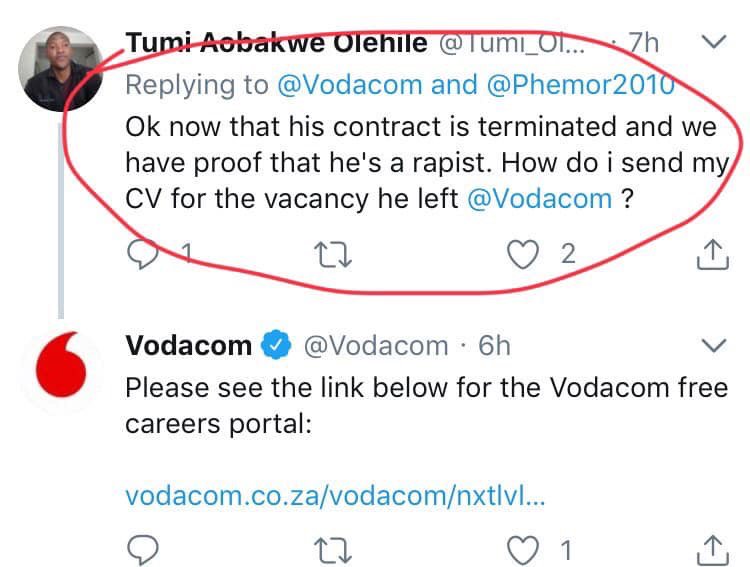 Tumi Aobakwe Olehile @Tumi_Ol... · 7h
Replying to @Vodacom and @Phemor2010
Ok now that his contract is terminated and we
have proof that he's a rapist. How do i send my
CV for the vacancy he left @Vodacom ?
1 2
Vodacom @Vodacom · 6h
Please see the link below for the Vodacom free
careers portal:
vodacom.co.za/vodacom/nxtlvl...
1